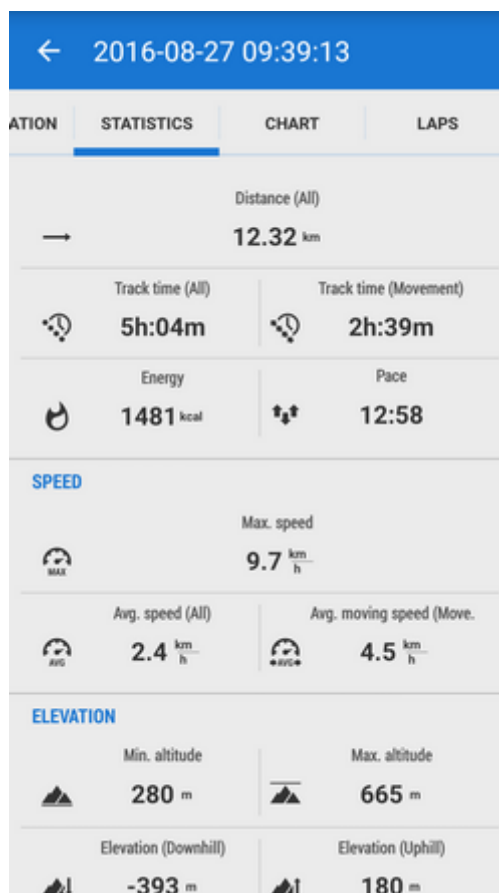 2016-08-27 09:39:13
ATION STATISTICS CHART LAPS
Distance (All)
12.32 km
Track time (All) Track time (Movement)
5h:04m 2h:39m
Energy Pace
1481 kcal 12:58
SPEED
Max. speed
MAX 9.7 km/h
Avg. speed (All) Avg. moving speed (Move.
AVG 2.4 km/h AVG 4.5 km/h
ELEVATION
Min. altitude Max. altitude
280 m 665 m
Elevation (Downhill) Elevation (Uphill)
-393 m 180 m